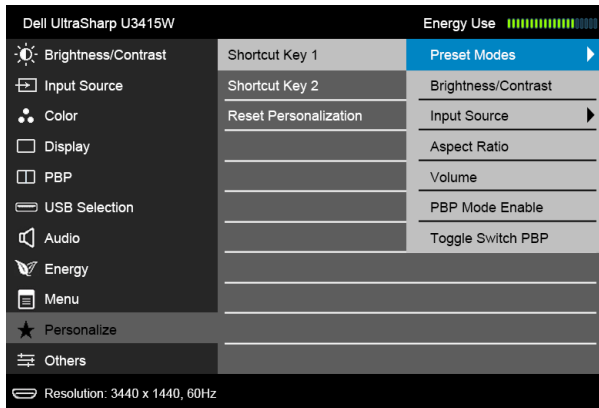 Dell UltraSharp U3415W
Energy Use
Brightness/Contrast
Input Source
Color
Display
PBP
USB Selection
Audio
Energy
Menu
Personalize
Others
Shortcut Key 1
Shortcut Key 2
Reset Personalization
Preset Modes
Brightness/Contrast
Input Source
Aspect Ratio
Volume
PBP Mode Enable
Toggle Switch PBP
Resolution: 3440 x 1440, 60Hz